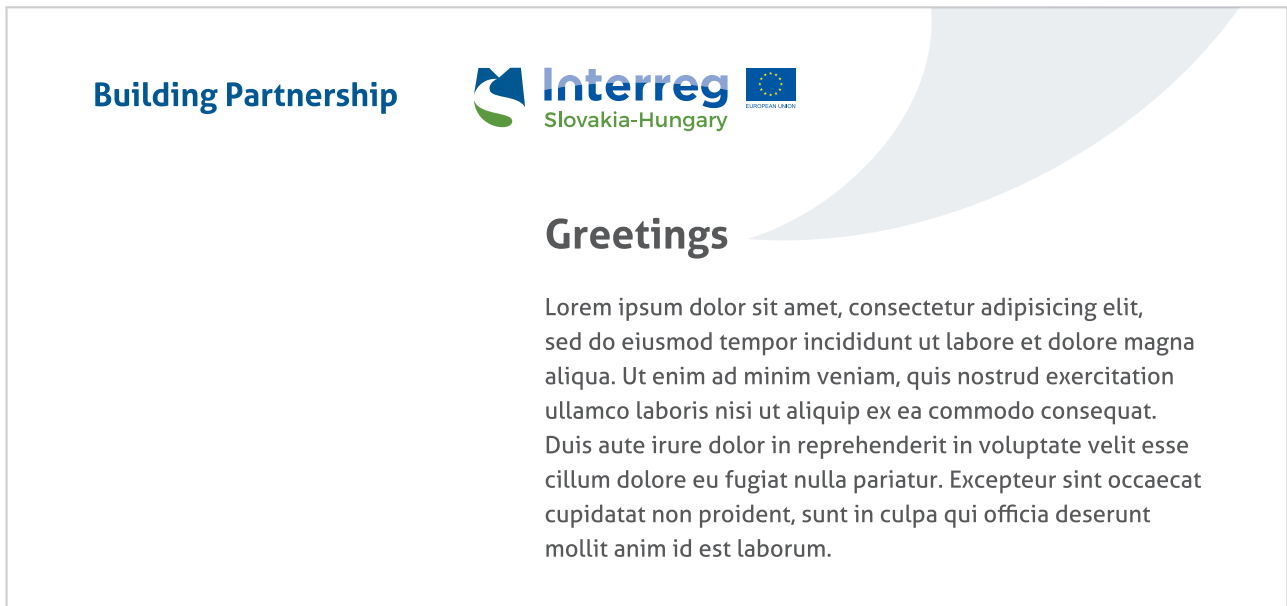 Building Partnership
Interreg
Slovakia-Hungary
EUROPEAN UNION
Greetings
Lorem ipsum dolor sit amet, consectetur adipisicing elit,
sed do eiusmod tempor incididunt ut labore et dolore magna
aliqua. Ut enim ad minim veniam, quis nostrud exercitation
ullamco laboris nisi ut aliquip ex ea commodo consequat.
Duis aute irure dolor in reprehenderit in voluptate velit esse
cillum dolore eu fugiat nulla pariatur. Excepteur sint occaecat
cupidatat non proident, sunt in culpa qui officia deserunt
mollit anim id est laborum.